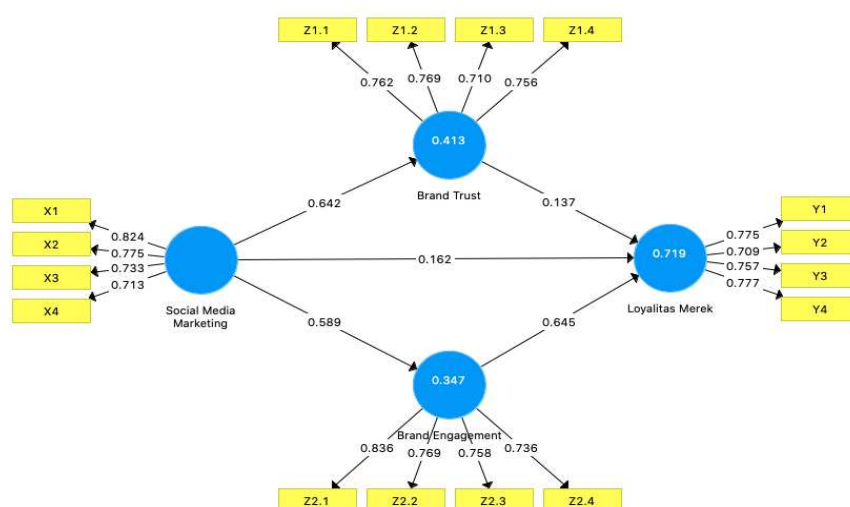 Z1.1 Z1.2 Z1.3 Z1.4
0.762 0.769 0.710 0.756
0.413
Brand Trust
0.642 0.137
X1
X2
X3
X4
0.824
0.775
0.733
0.713
Social Media
Marketing
0.162
Y1
Y2
Y3
Y4
0.775
0.709
0.757
0.777
0.719
Loyalitas Merek
0.589 0.645
0.347
Brand Engagement
0.836 0.769 0.758 0.736
Z2.1 Z2.2 Z2.3 Z2.4